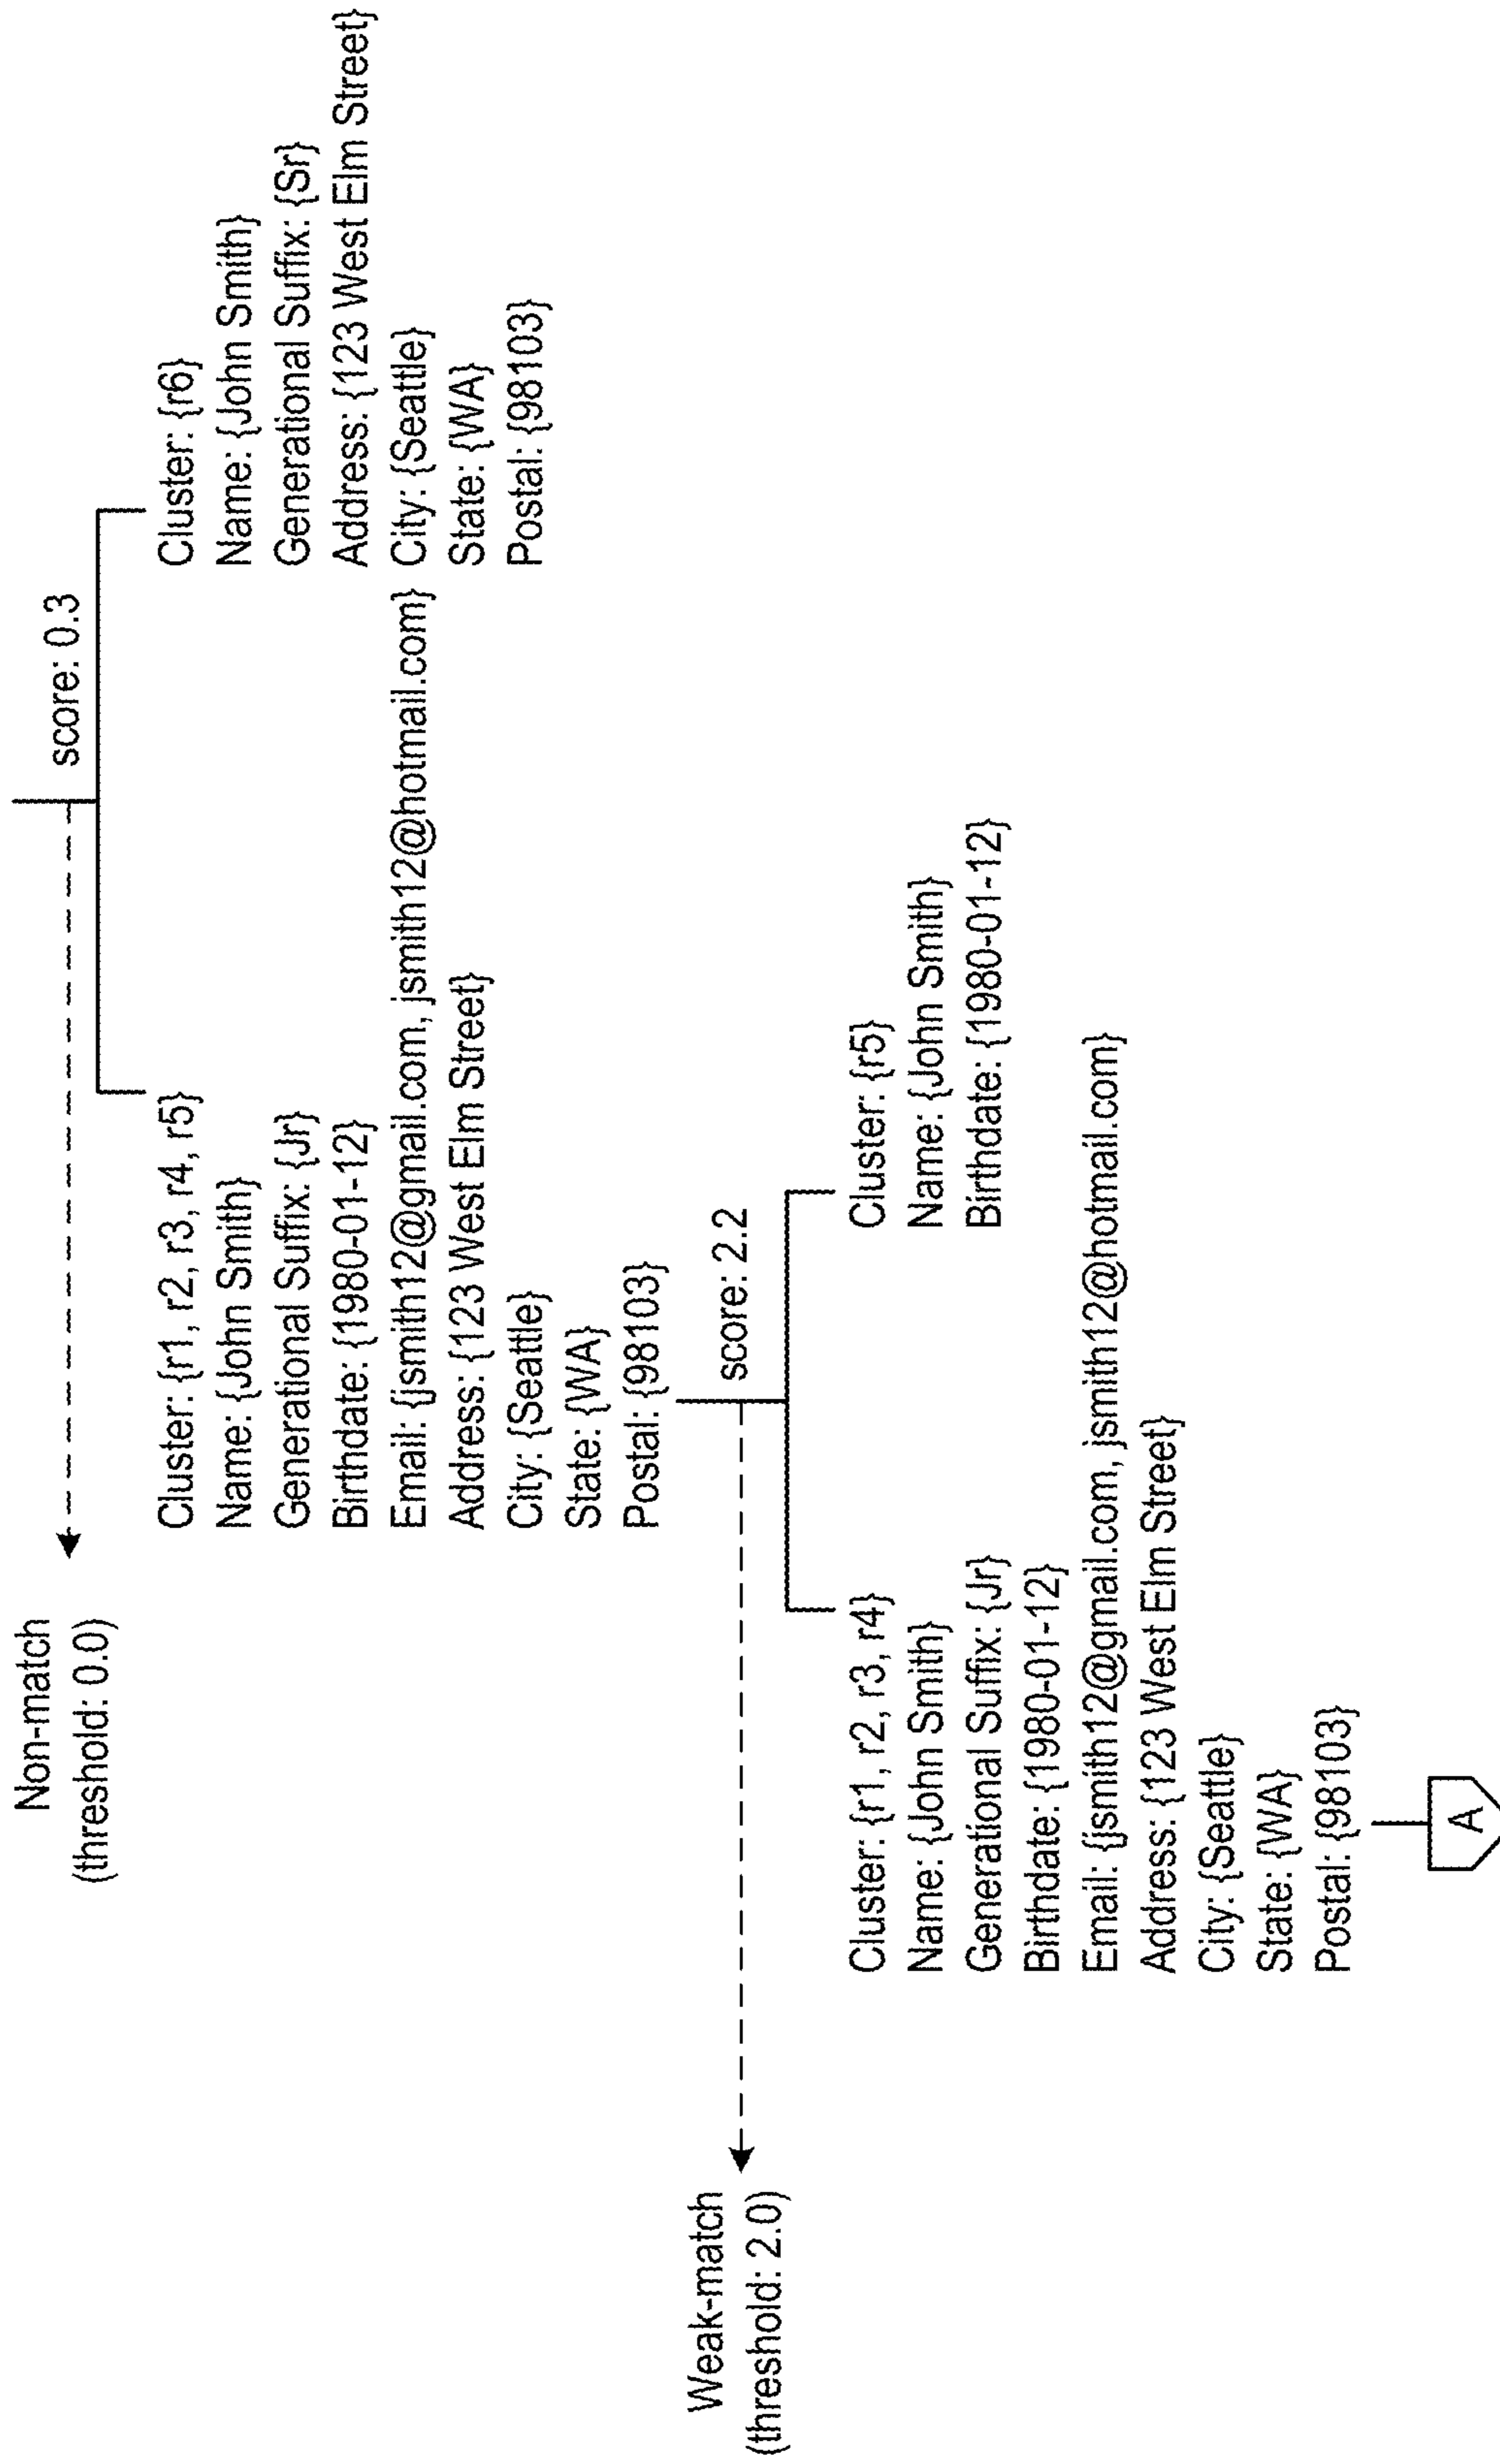 Non-match
(threshold: 0.0)
score: 0.3
Cluster: {r1, r2, r3, r4, r5}
Name: {John Smith}
Generational Suffix: {Jr}
Birthdate: {1980-01-12}
Email: {jsmith12@gmail.com, jsmith12@hotmail.com}
Address: {123 West Elm Street}
City: {Seattle}
State: {WA}
Postal: {98103}
Cluster: {r6}
Name: {John Smith}
Generational Suffix: {Sr}
Address: {123 West Elm Street}
City: {Seattle}
State: {WA}
Postal: {98103}
Weak-match
(threshold: 2.0)
score: 2.2
Cluster: {r1, r2, r3, r4}
Name: {John Smith}
Generational Suffix: {Jr}
Birthdate: {1980-01-12}
Email: {jsmith12@gmail.com, jsmith12@hotmail.com}
Address: {123 West Elm Street}
City: {Seattle}
State: {WA}
Postal: {98103}
Cluster: {r5}
Name: {John Smith}
Birthdate: {1980-01-12}
A